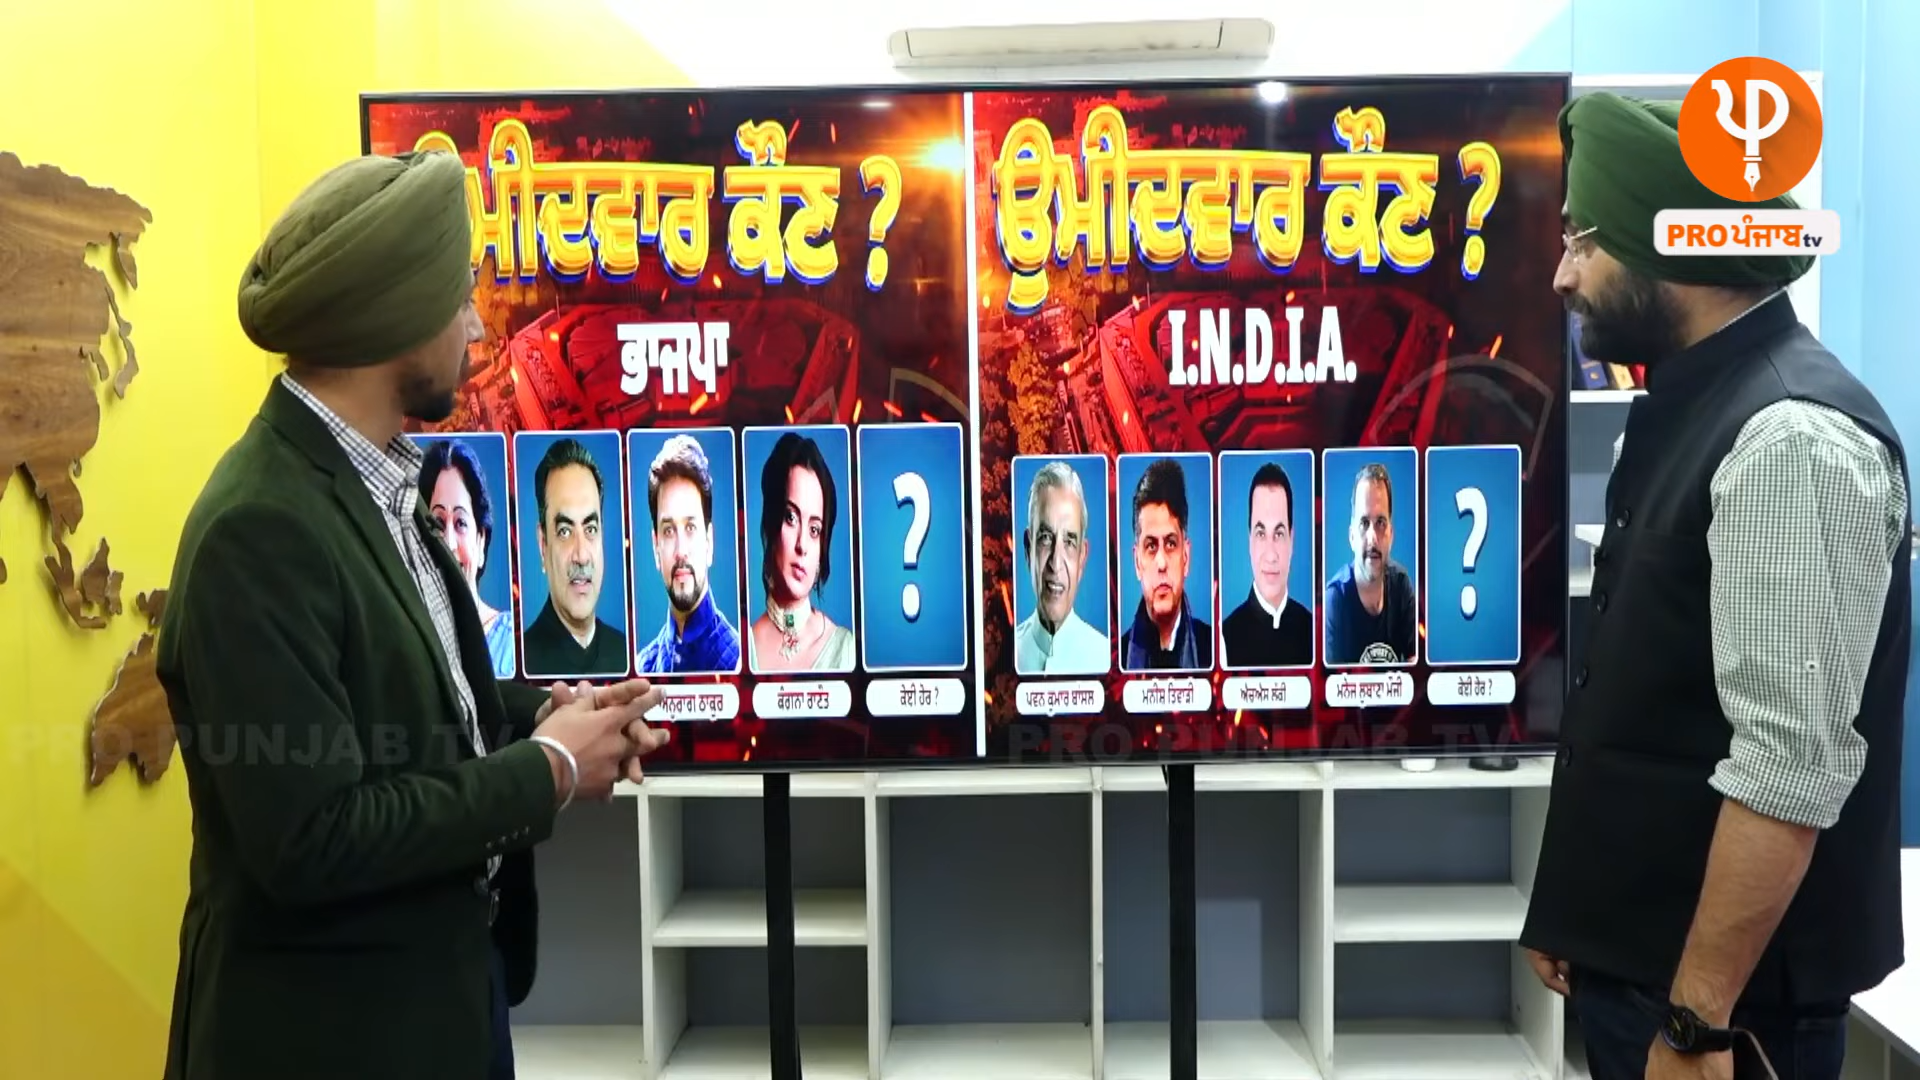 PRO ਪੰਜਾਬ tv
ਉਮੀਦਵਾਰ ਕੌਣ ?
ਭਾਜਪਾ
ਅਨੁਰਾਗ ਠਾਕੁਰ
ਕੰਗਨਾ ਰਾਣੌਤ
?
ਕੋਈ ਹੋਰ ?
ਉਮੀਦਵਾਰ ਕੌਣ ?
I.N.D.I.A.
ਪਵਨ ਕੁਮਾਰ ਬਾਂਸਲ
ਮਨੀਸ਼ ਤਿਵਾੜੀ
ਐਚਐਸ ਲੱਕੀ
ਮਨੋਜ ਲੁਬਾਣਾ ਮੌਜੀ
?
ਕੋਈ ਹੋਰ ?
PRO PUNJAB TV
PRO PUNJAB TV